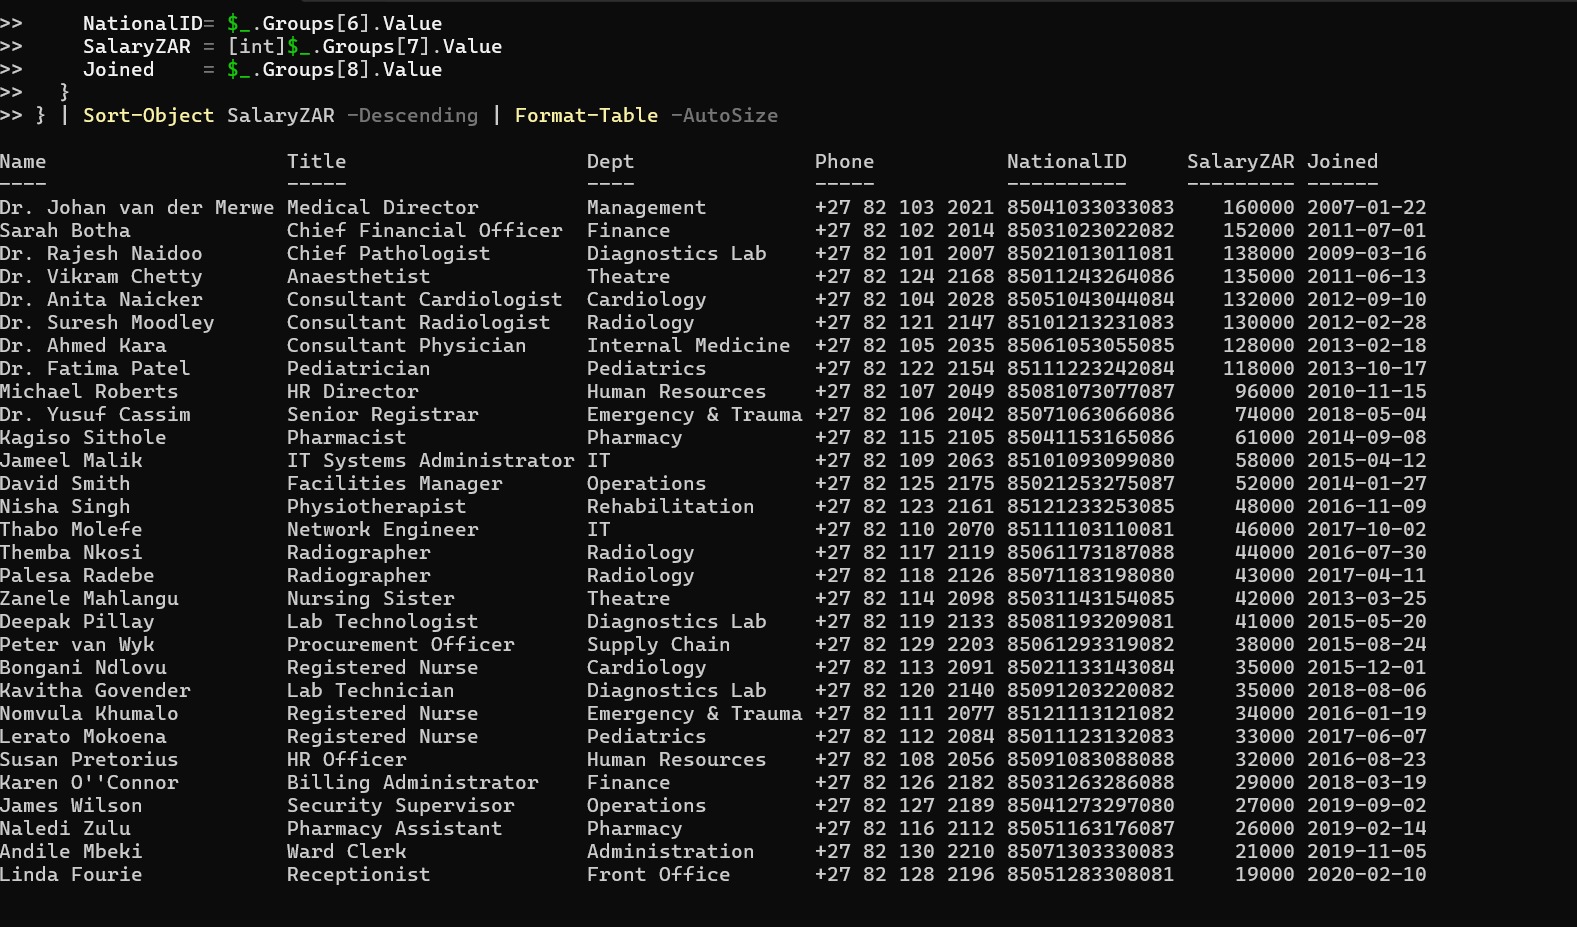 >>     NationalID= $_.Groups[6].Value
>>     SalaryZAR = [int]$_.Groups[7].Value
>>     Joined    = $_.Groups[8].Value
>>   }
>> } | Sort-Object SalaryZAR -Descending | Format-Table -AutoSize
Name Title Dept Phone NationalID SalaryZAR Joined
---- ----- ---- ----- ---------- --------- ------
Dr. Johan van der Merwe Medical Director Management +27 82 103 2021 85041033033083 160000 2007-01-22
Sarah Botha Chief Financial Officer Finance +27 82 102 2014 85031023022082 152000 2011-07-01
Dr. Rajesh Naidoo Chief Pathologist Diagnostics Lab +27 82 101 2007 85021013011081 138000 2009-03-16
Dr. Vikram Chetty Anaesthetist Theatre +27 82 124 2168 85011243264086 135000 2011-06-13
Dr. Anita Naicker Consultant Cardiologist Cardiology +27 82 104 2028 85051043044084 132000 2012-09-10
Dr. Suresh Moodley Consultant Radiologist Radiology +27 82 121 2147 85101213231083 130000 2012-02-28
Dr. Ahmed Kara Consultant Physician Internal Medicine +27 82 105 2035 85061053055085 128000 2013-02-18
Dr. Fatima Patel Pediatrician Pediatrics +27 82 122 2154 85111223242084 118000 2013-10-17
Michael Roberts HR Director Human Resources +27 82 107 2049 85081073077087 96000 2010-11-15
Dr. Yusuf Cassim Senior Registrar Emergency & Trauma +27 82 106 2042 85071063066086 74000 2018-05-04
Kagiso Sithole Pharmacist Pharmacy +27 82 115 2105 85041153165086 61000 2014-09-08
Jameel Malik IT Systems Administrator IT +27 82 109 2063 85101093099080 58000 2015-04-12
David Smith Facilities Manager Operations +27 82 125 2175 85021253275087 52000 2014-01-27
Nisha Singh Physiotherapist Rehabilitation +27 82 123 2161 85121233253085 48000 2016-11-09
Thabo Molefe Network Engineer IT +27 82 110 2070 85111103110081 46000 2017-10-02
Themba Nkosi Radiographer Radiology +27 82 117 2119 85061173187088 44000 2016-07-30
Palesa Radebe Radiographer Radiology +27 82 118 2126 85071183198080 43000 2017-04-11
Zanele Mahlangu Nursing Sister Theatre +27 82 114 2098 85031143154085 42000 2013-03-25
Deepak Pillay Lab Technologist Diagnostics Lab +27 82 119 2133 85081193209081 41000 2015-05-20
Peter van Wyk Procurement Officer Supply Chain +27 82 129 2203 85061293319082 38000 2015-08-24
Bongani Ndlovu Registered Nurse Cardiology +27 82 113 2091 85021133143084 35000 2015-12-01
Kavitha Govender Lab Technician Diagnostics Lab +27 82 120 2140 85091203220082 35000 2018-08-06
Nomvula Khumalo Registered Nurse Emergency & Trauma +27 82 111 2077 85121113121082 34000 2016-01-19
Lerato Mokoena Registered Nurse Pediatrics +27 82 112 2084 85011123132083 33000 2017-06-07
Susan Pretorius HR Officer Human Resources +27 82 108 2056 85091083088088 32000 2016-08-23
Karen O''Connor Billing Administrator Finance +27 82 126 2182 85031263286088 29000 2018-03-19
James Wilson Security Supervisor Operations +27 82 127 2189 85041273297080 27000 2019-09-02
Naledi Zulu Pharmacy Assistant Pharmacy +27 82 116 2112 85051163176087 26000 2019-02-14
Andile Mbeki Ward Clerk Administration +27 82 130 2210 85071303330083 21000 2019-11-05
Linda Fourie Receptionist Front Office +27 82 128 2196 85051283308081 19000 2020-02-10